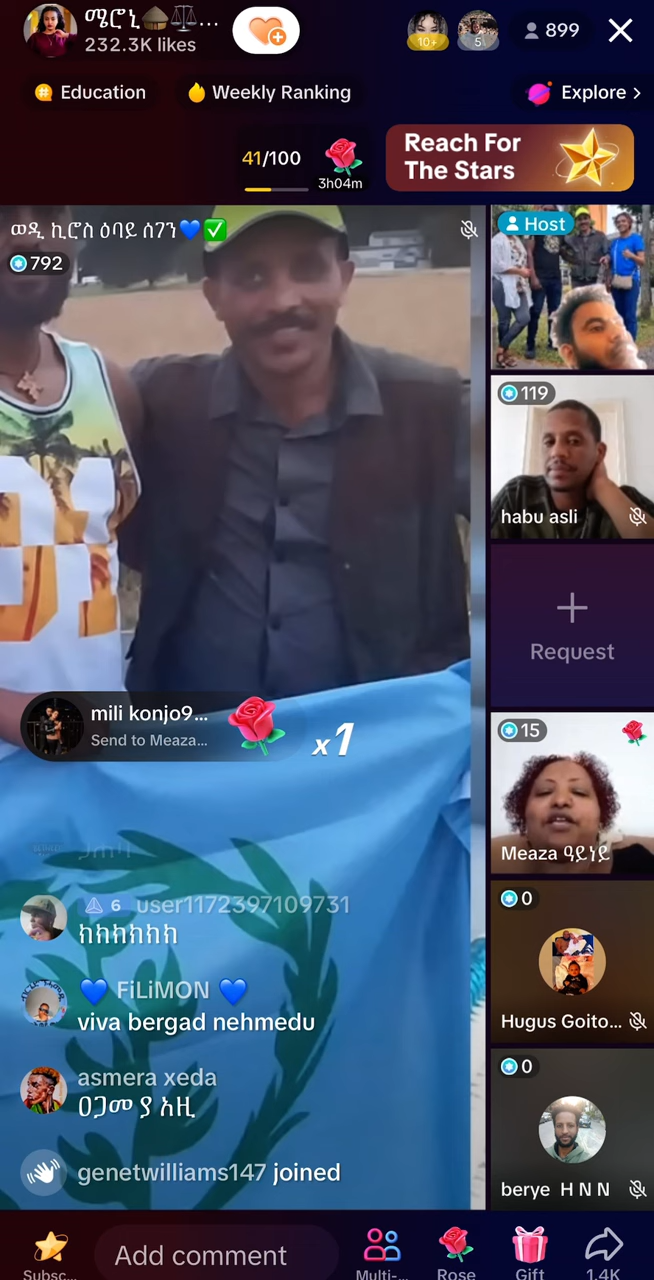 ሜሮኒ🛖⚖️...
232.3K likes
10+
5
899
Education
Weekly Ranking
Explore >
41/100
3h04m
Reach For
The Stars
ወዲ ኪሮስ ዕባይ ሰገን💙✅
792
Host
119
habu asli
Request
mili konjo9...
Send to Meaza...
x1
15
Meaza ዓይነይ
6 user1172397109731
ክክክክክክ
💙 FiLiMON 💙
viva bergad nehmedu
asmera xeda
ዐጋመ ያ አዚ
genetwilliams147 joined
0
Hugus Goito...
0
berye H N N
Subsc...
Add comment
Multi-...
Rose
Gift
1.4K